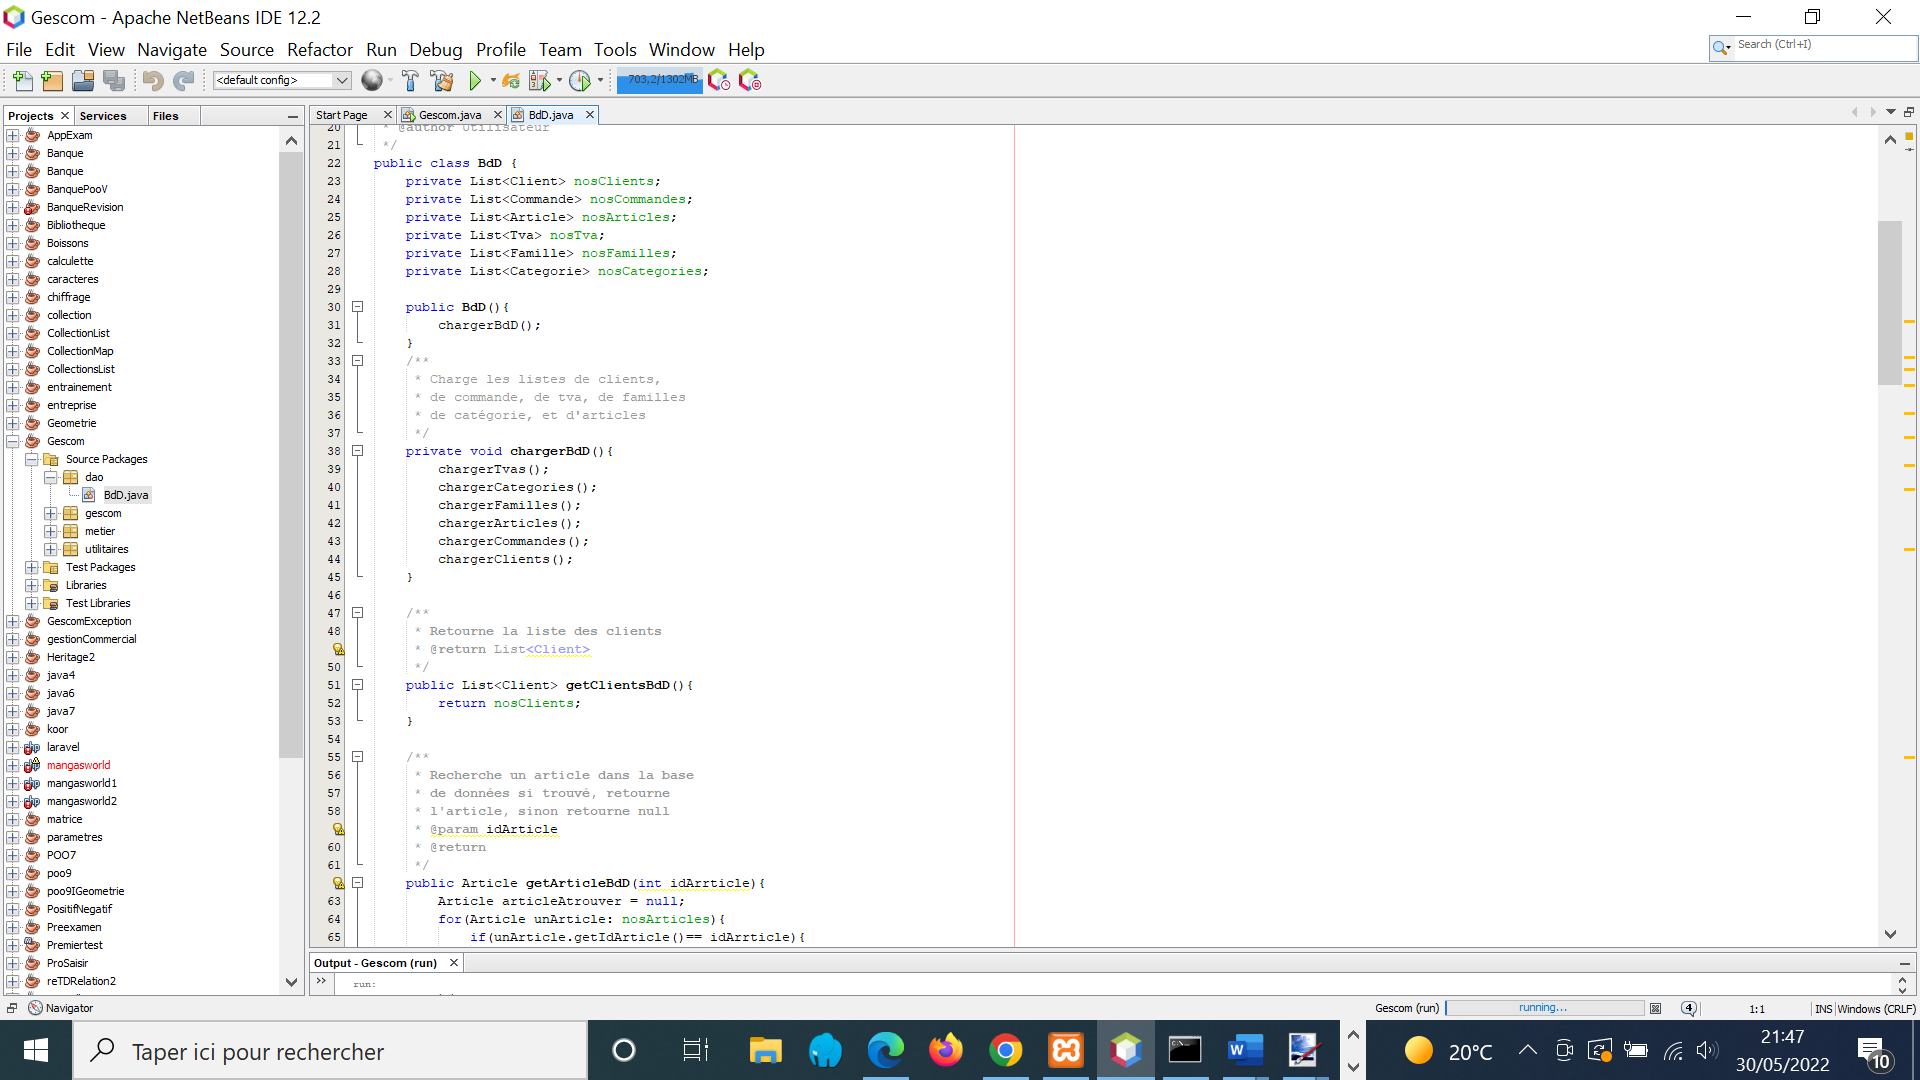 Gescom - Apache NetBeans IDE 12.2
File Edit View Navigate Source Refactor Run Debug Profile Team Tools Window Help
Search (Ctrl+I)
<default config>
703,2/1302MB
Projects Services Files
Start Page Gescom.java BdD.java
AppExam
Banque
Banque
BanquePooV
BanqueRevision
Bibliotheque
Boissons
calculette
caracteres
chiffrage
collection
CollectionList
CollectionMap
CollectionsList
entrainement
entreprise
Geometrie
Gescom
Source Packages
dao
BdD.java
gescom
metier
utilitaires
Test Packages
Libraries
Test Libraries
GescomException
gestionCommercial
Heritage2
java4
java6
java7
koor
laravel
mangasworld
mangasworld1
mangasworld2
matrice
parametres
POO7
poo9
poo9IGeometrie
PositifNegatif
Preexamen
Premiertest
ProSaisir
reTDRelation2
20 * @author Utilisateur
21 */
22 public class BdD {
23 private List<Client> nosClients;
24 private List<Commande> nosCommandes;
25 private List<Article> nosArticles;
26 private List<Tva> nosTva;
27 private List<Famille> nosFamilles;
28 private List<Categorie> nosCategories;
29
30 public BdD(){
31 chargerBdD();
32 }
33 /**
34 * Charge les listes de clients,
35 * de commande, de tva, de familles
36 * de catégorie, et d'articles
37 */
38 private void chargerBdD(){
39 chargerTvas();
40 chargerCategories();
41 chargerFamilles();
42 chargerArticles();
43 chargerCommandes();
44 chargerClients();
45 }
46
47 /**
48 * Retourne la liste des clients
* @return List<Client>
50 */
51 public List<Client> getClientsBdD(){
52 return nosClients;
53 }
54
55 /**
56 * Recherche un article dans la base
57 * de données si trouvé, retourne
58 * l'article, sinon retourne null
* @param idArticle
60 * @return
61 */
public Article getArticleBdD(int idArrticle){
63 Article articleAtrouver = null;
64 for(Article unArticle: nosArticles){
65 if(unArticle.getIdArticle()== idArrticle){
Output - Gescom (run)
run:
Navigator
Gescom (run) running... 4 1:1 INS Windows (CRLF)
Taper ici pour rechercher
20°C
21:47
30/05/2022
10